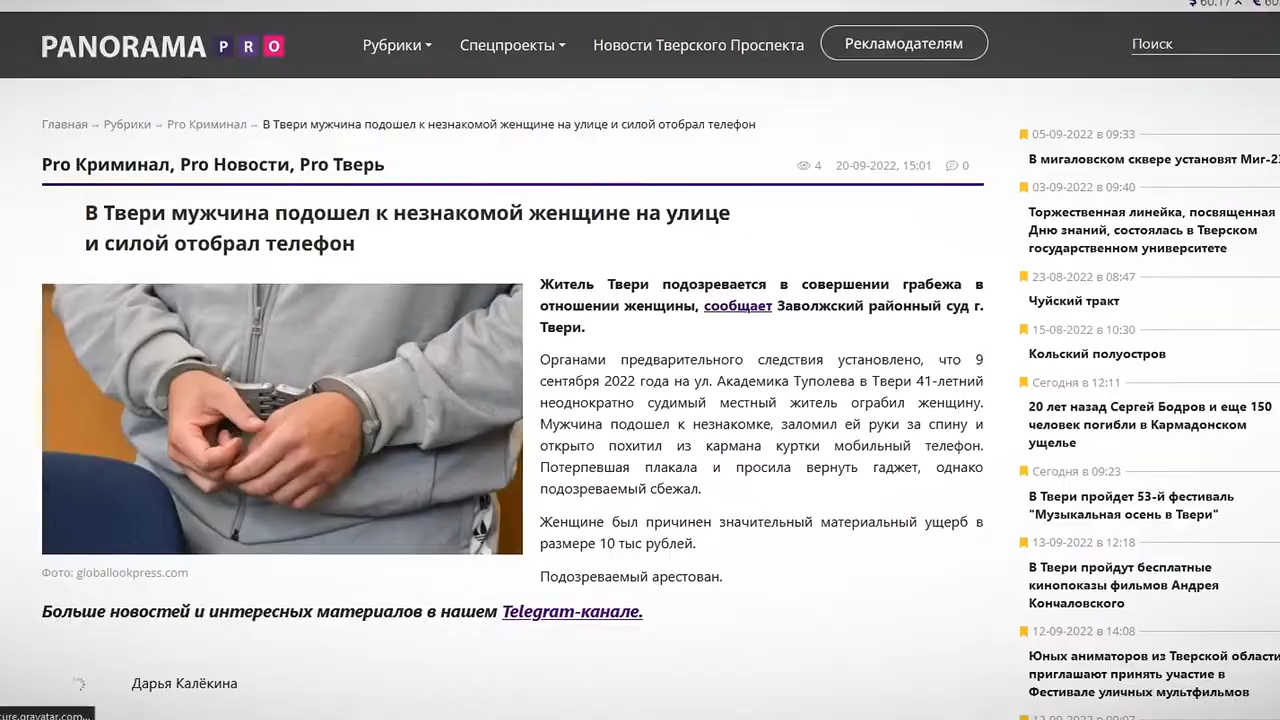 $ 60.17
PANORAMA PRO
Рубрики
Спецпроекты
Новости Тверского Проспекта
Рекламодателям
Поиск
Главная → Рубрики → Pro Криминал → В Твери мужчина подошел к незнакомой женщине на улице и силой отобрал телефон
Pro Криминал, Pro Новости, Pro Тверь
4 20-09-2022, 15:01 0
В Твери мужчина подошел к незнакомой женщине на улице
и силой отобрал телефон
Житель Твери подозревается в совершении грабежа в
отношении женщины, сообщает Заволжский районный суд г.
Твери.
Органами предварительного следствия установлено, что 9
сентября 2022 года на ул. Академика Туполева в Твери 41-летний
неоднократно судимый местный житель ограбил женщину.
Мужчина подошел к незнакомке, заломил ей руки за спину и
открыто похитил из кармана куртки мобильный телефон.
Потерпевшая плакала и просила вернуть гаджет, однако
подозреваемый сбежал.
Женщине был причинен значительный материальный ущерб в
размере 10 тыс рублей.
Подозреваемый арестован.
Фото: globallookpress.com
Больше новостей и интересных материалов в нашем Telegram-канале.
Дарья Калёкина
05-09-2022 в 09:33
В мигаловском сквере установят Миг-2
03-09-2022 в 09:40
Торжественная линейка, посвященная
Дню знаний, состоялась в Тверском
государственном университете
23-08-2022 в 08:47
Чуйский тракт
15-08-2022 в 10:30
Кольский полуостров
Сегодня в 12:11
20 лет назад Сергей Бодров и еще 150
человек погибли в Кармадонском
ущелье
Сегодня в 09:23
В Твери пройдет 53-й фестиваль
"Музыкальная осень в Твери"
13-09-2022 в 12:18
В Твери пройдут бесплатные
кинопоказы фильмов Андрея
Кончаловского
12-09-2022 в 14:08
Юных аниматоров из Тверской области
приглашают принять участие в
Фестивале уличных мультфильмов